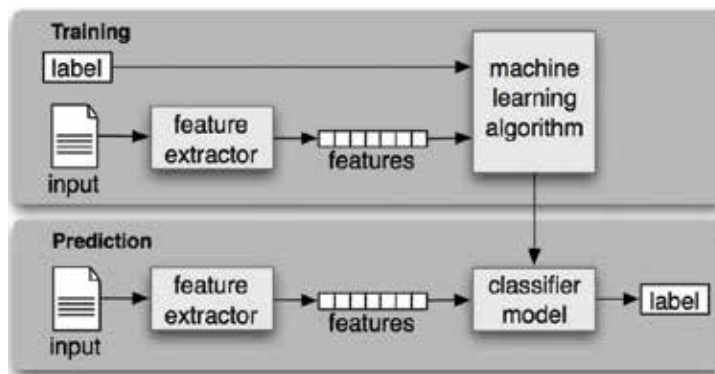 Training
label
machine
learning
algorithm
feature
extractor
features
input
Prediction
feature
extractor
features
classifier
model
label
input